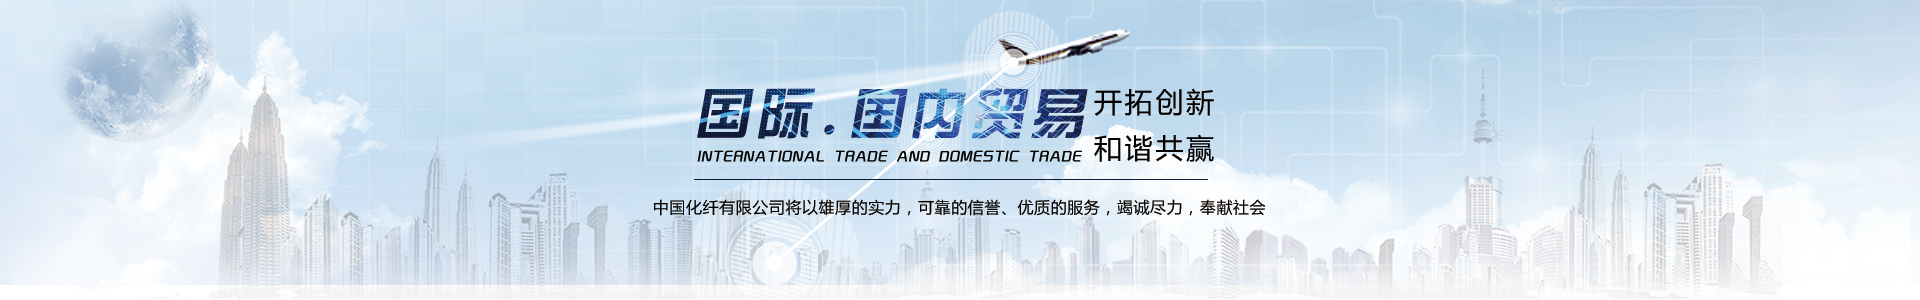 国际.国内贸易
INTERNATIONAL TRADE AND DOMESTIC TRADE
开拓创新
和谐共赢
中国化纤有限公司将以雄厚的实力，可靠的信誉、优质的服务，竭诚尽力，奉献社会